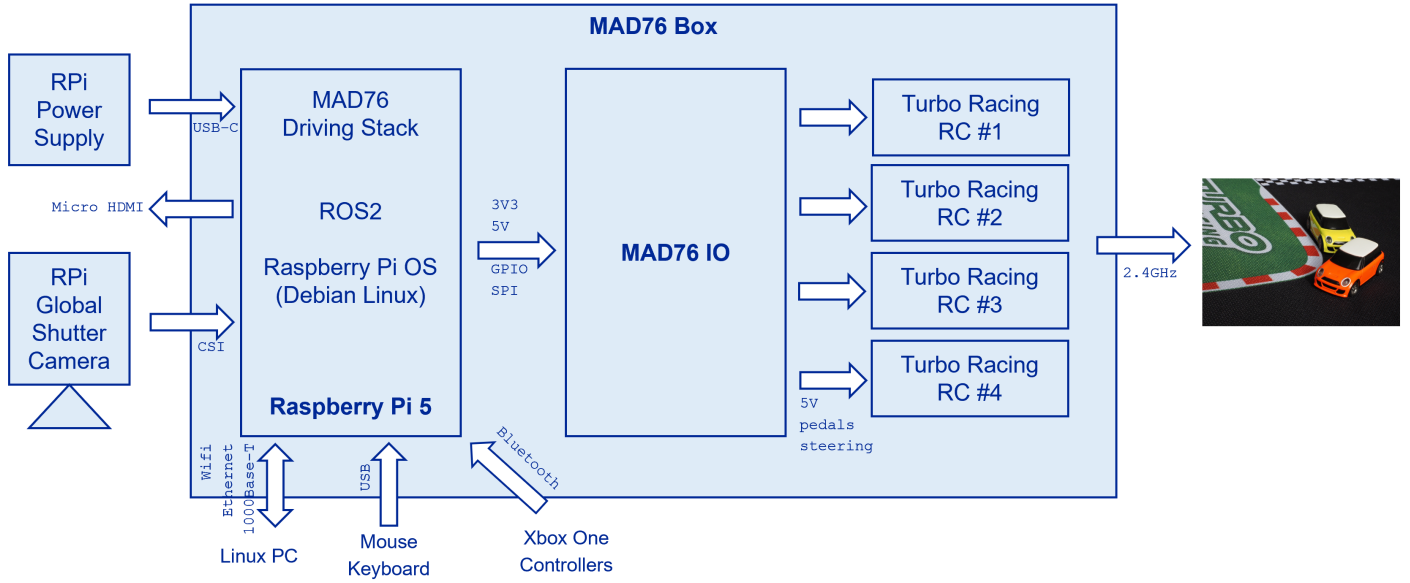 MAD76 Box
RPi
Power
Supply
USB-C
Micro HDMI
RPi
Global
Shutter
Camera
CSI
MAD76
Driving Stack
ROS2
Raspberry Pi OS
(Debian Linux)
Raspberry Pi 5
3V3
5V
GPIO
SPI
MAD76 IO
Turbo Racing
RC #1
Turbo Racing
RC #2
Turbo Racing
RC #3
Turbo Racing
RC #4
5V
pedals
steering
2.4GHz
TURBO
Wifi
Ethernet
1000Base-T
Linux PC
USB
Mouse
Keyboard
Bluetooth
Xbox One
Controllers